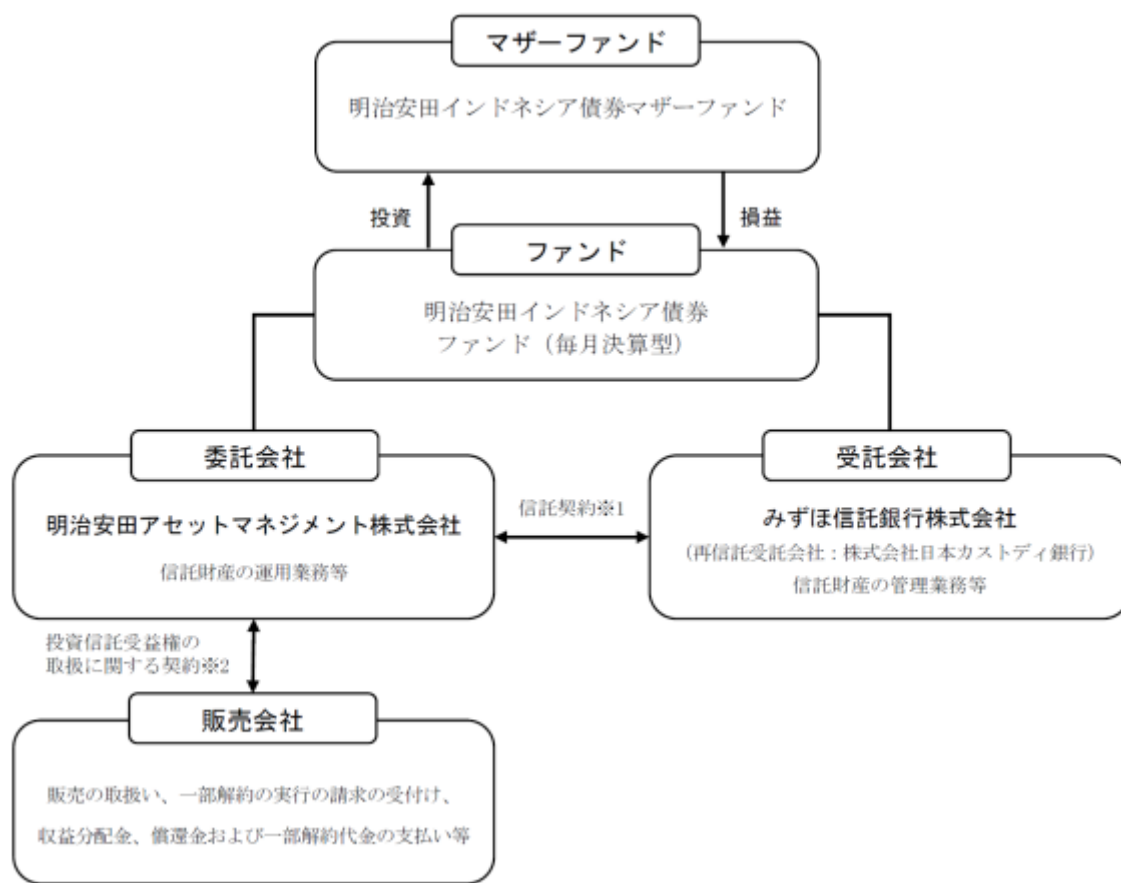 マザーファンド
明治安田インドネシア債券マザーファンド
投資
損益
ファンド
明治安田インドネシア債券
ファンド（毎月決算型）
委託会社
明治安田アセットマネジメント株式会社
信託財産の運用業務等
信託契約※1
受託会社
みずほ信託銀行株式会社
（再信託受託会社：株式会社日本カストディ銀行）
信託財産の管理業務等
投資信託受益権の
取扱に関する契約※2
販売会社
販売の取扱い、一部解約の実行の請求の受付け、
収益分配金、償還金および一部解約代金の支払い等